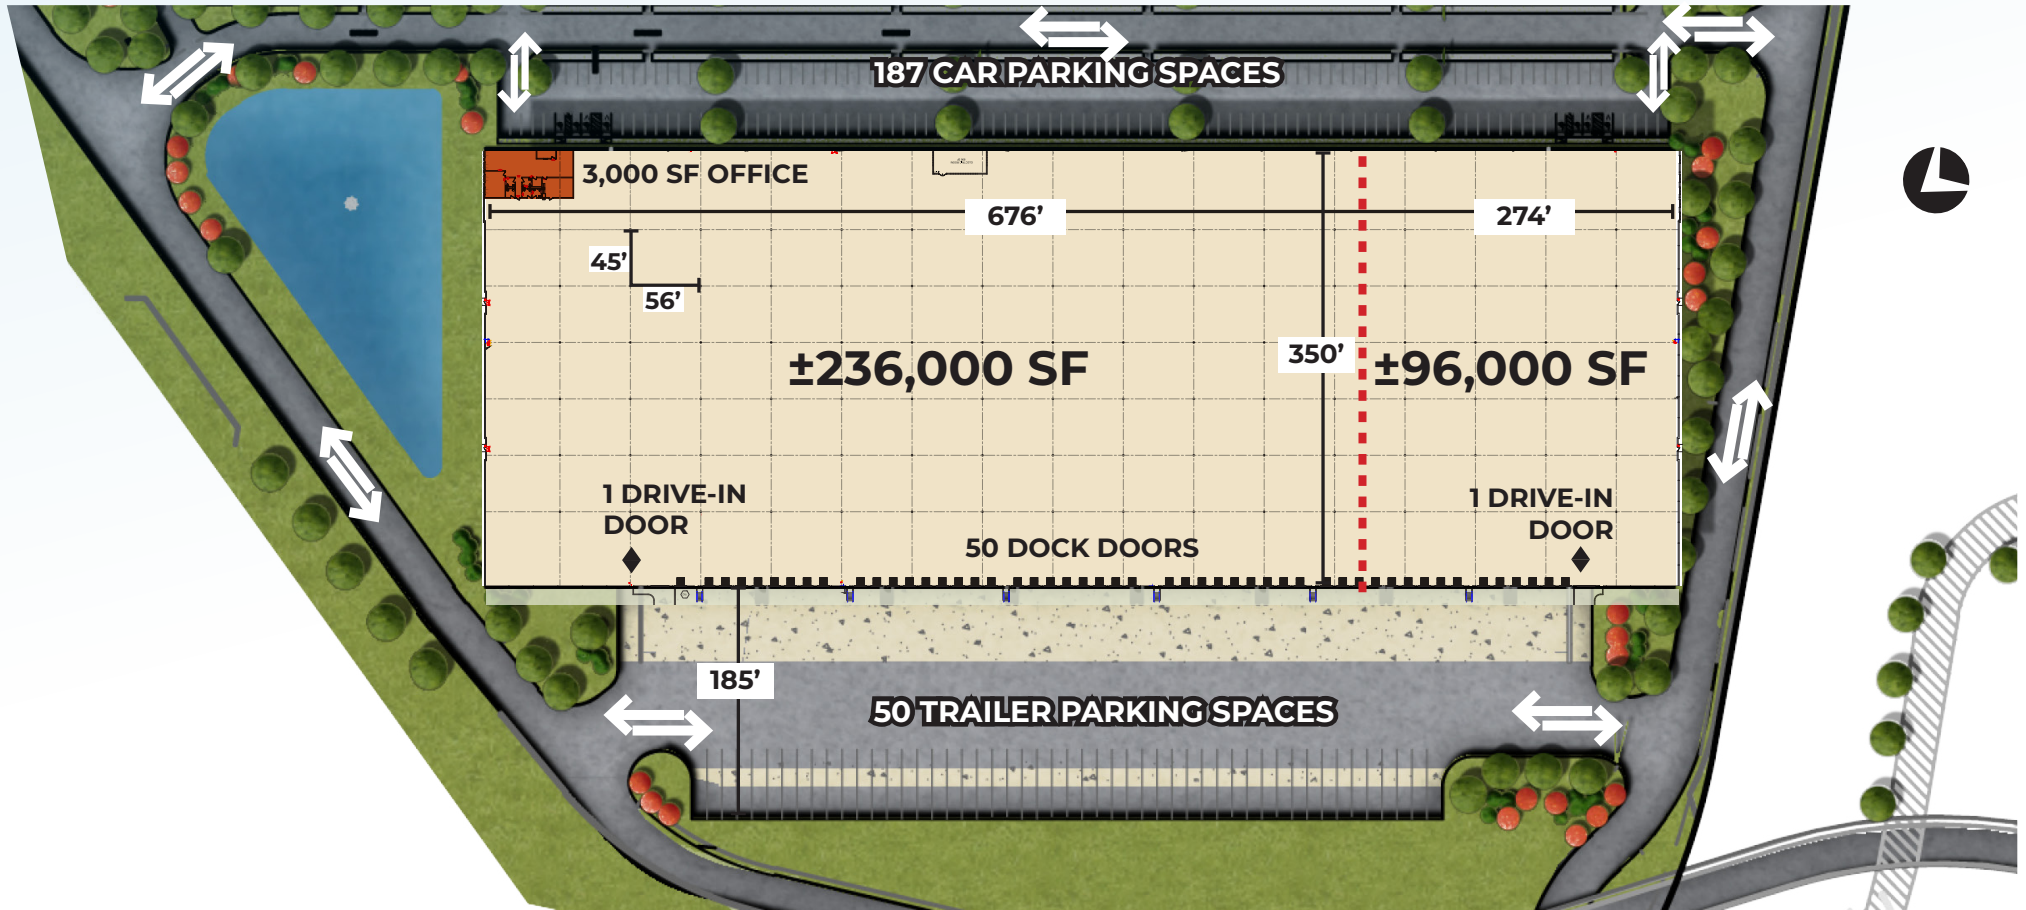 187 CAR PARKING SPACES
3,000 SF OFFICE
676’
274’
45’
56’
350’
±236,000 SF
±96,000 SF
1 DRIVE-IN
DOOR
1 DRIVE-IN
DOOR
50 DOCK DOORS
185’
50 TRAILER PARKING SPACES